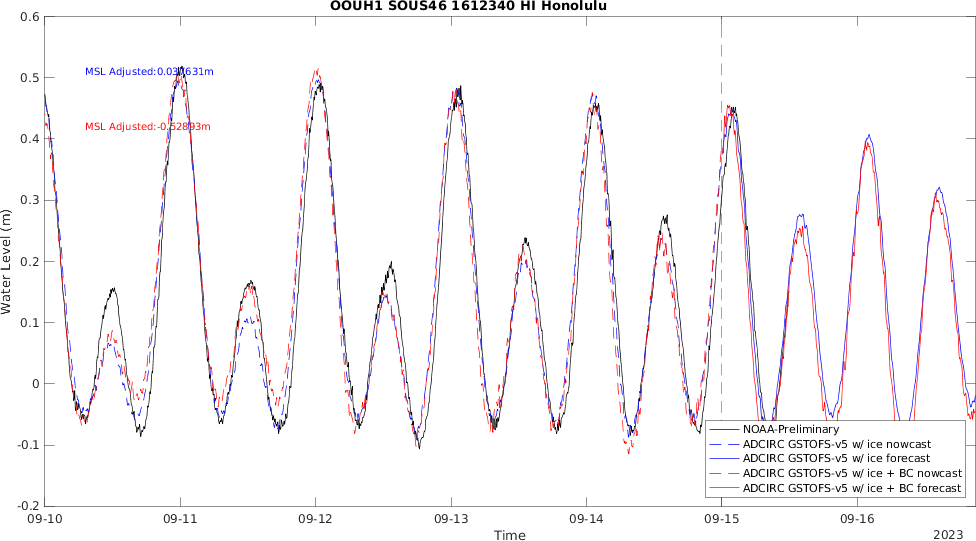 OOUH1 SOUS46 1612340 HI Honolulu
0.6
0.5
0.4
0.3
0.2
0.1
0
-0.1
-0.2
Water Level (m)
MSL Adjusted:
MSL Adjusted:-0.52893m
NOAA-Preliminary
ADCIRC GSTOFS-v5 w/ ice nowcast
ADCIRC GSTOFS-v5 w/ ice forecast
ADCIRC GSTOFS-v5 w/ ice + BC nowcast
ADCIRC GSTOFS-v5 w/ ice + BC forecast
09-10 09-11 09-12 09-13 09-14 09-15 09-16
Time
2023